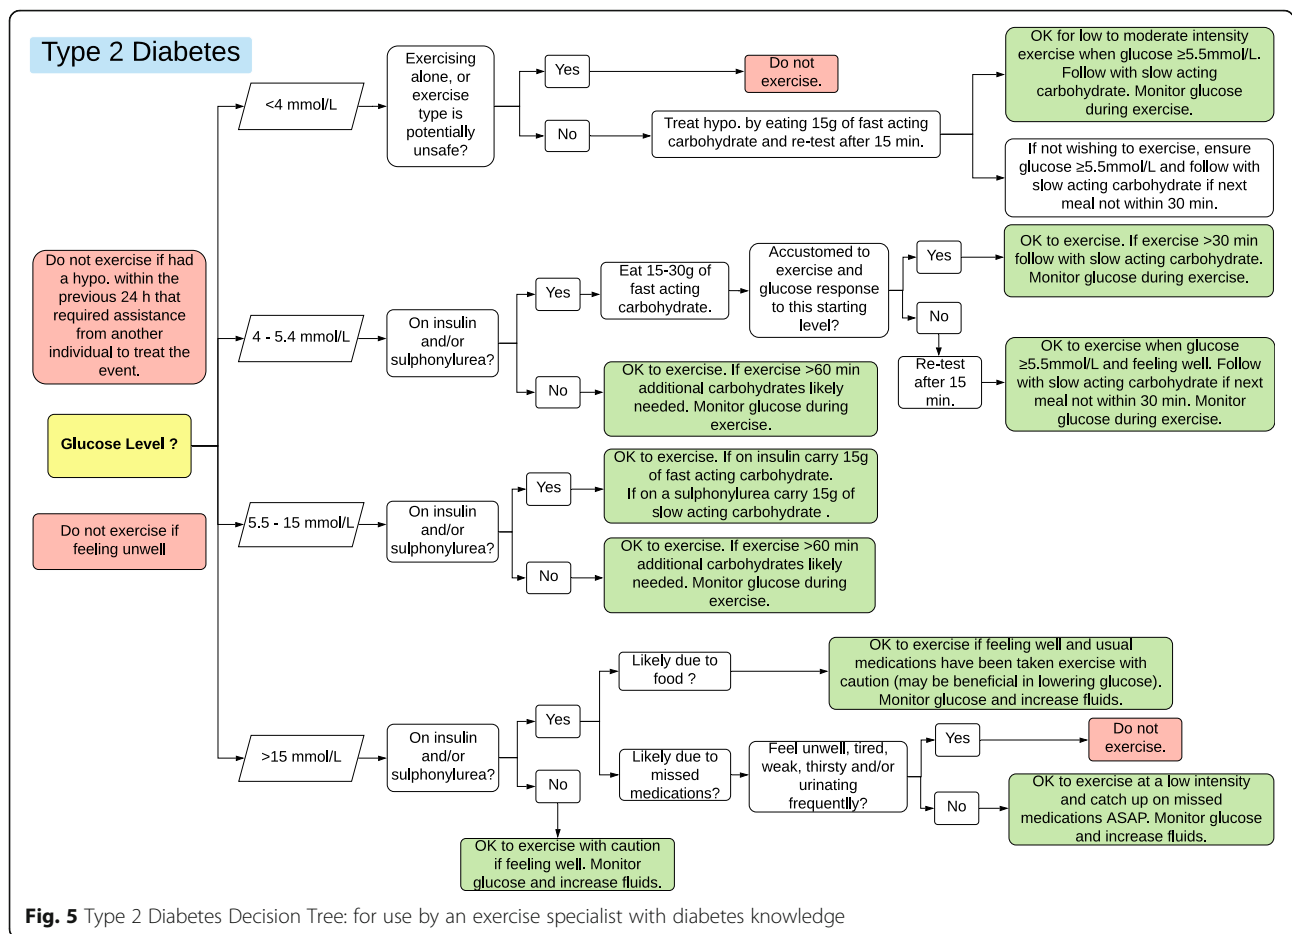 Type 2 Diabetes
<4 mmol/L
Exercising
alone, or
exercise
type is
potentially
unsafe?
Yes
Do not
exercise.
No
Treat hypo. by eating 15g of fast acting
carbohydrate and re-test after 15 min.
OK for low to moderate intensity
exercise when glucose ≥5.5mmol/L.
Follow with slow acting
carbohydrate. Monitor glucose
during exercise.
If not wishing to exercise, ensure
glucose ≥5.5mmol/L and follow with
slow acting carbohydrate if next
meal not within 30 min.
Do not exercise if had
a hypo. within the
previous 24 h that
required assistance
from another
individual to treat the
event.
4 - 5.4 mmol/L
On insulin
and/or
sulphonylurea?
Yes
Eat 15-30g of
fast acting
carbohydrate.
Accustomed to
exercise and
glucose response
to this starting
level?
Yes
OK to exercise. If exercise >30 min
follow with slow acting carbohydrate.
Monitor glucose during exercise.
No
Re-test
after 15
min.
OK to exercise when glucose
≥5.5mmol/L and feeling well. Follow
with slow acting carbohydrate if next
meal not within 30 min. Monitor
glucose during exercise.
No
OK to exercise. If exercise >60 min
additional carbohydrates likely
needed. Monitor glucose during
exercise.
Glucose Level ?
Do not exercise if
feeling unwell
5.5 - 15 mmol/L
On insulin
and/or
sulphonylurea?
Yes
OK to exercise. If on insulin carry 15g
of fast acting carbohydrate.
If on a sulphonylurea carry 15g of
slow acting carbohydrate .
No
OK to exercise. If exercise >60 min
additional carbohydrates likely
needed. Monitor glucose during
exercise.
>15 mmol/L
On insulin
and/or
sulphonylurea?
Yes
Likely due to
food ?
OK to exercise if feeling well and usual
medications have been taken exercise with
caution (may be beneficial in lowering glucose).
Monitor glucose and increase fluids.
Likely due to
missed
medications?
Feel unwell, tired,
weak, thirsty and/or
urinating
frequentlly?
Yes
Do not
exercise.
No
OK to exercise at a low intensity
and catch up on missed
medications ASAP. Monitor glucose
and increase fluids.
No
OK to exercise with caution
if feeling well. Monitor
glucose and increase fluids.
Fig. 5 Type 2 Diabetes Decision Tree: for use by an exercise specialist with diabetes knowledge